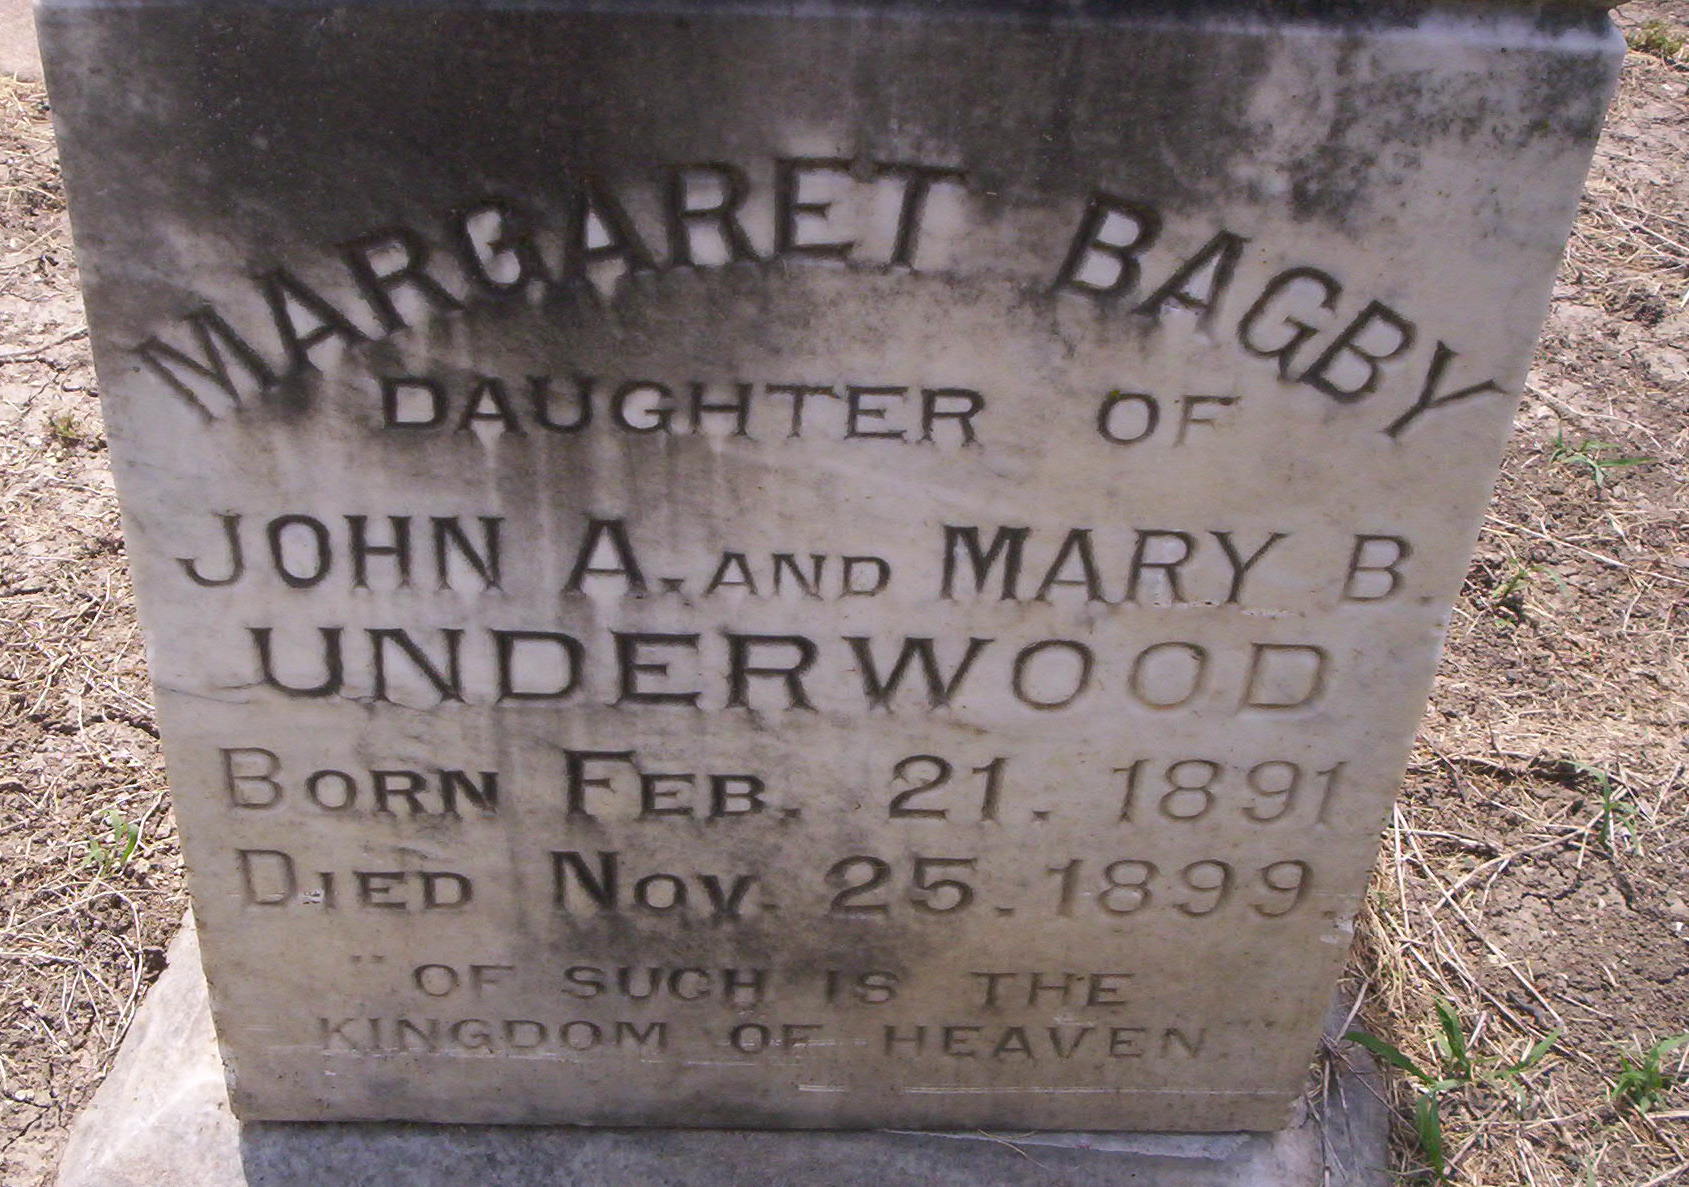 MARGARET BAGBY
DAUGHTER OF
JOHN A. AND MARY B.
UNDERWOOD
BORN FEB. 21. 1891
DIED NOV. 25. 1899.
"OF SUCH IS THE
KINGDOM OF HEAVEN."